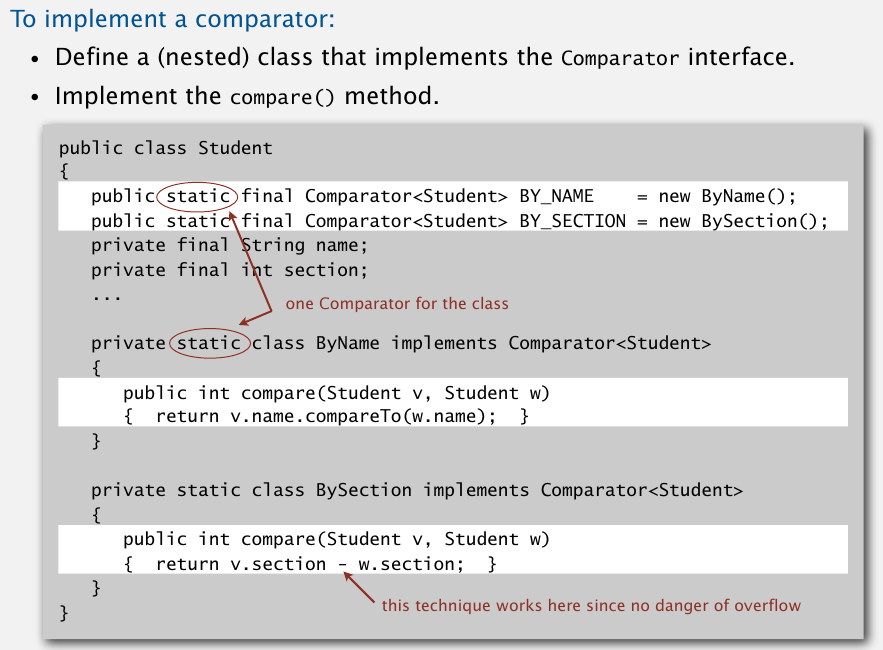 To implement a comparator:
• Define a (nested) class that implements the Comparator interface.
• Implement the compare() method.
public class Student
{
   public static final Comparator<Student> BY_NAME    = new ByName();
   public static final Comparator<Student> BY_SECTION = new BySection();
   private final String name;
   private final int section;
   ...
one Comparator for the class
   private static class ByName implements Comparator<Student>
   {
      public int compare(Student v, Student w)
      {  return v.name.compareTo(w.name);  }
   }
   private static class BySection implements Comparator<Student>
   {
      public int compare(Student v, Student w)
      {  return v.section - w.section;  }
   }
this technique works here since no danger of overflow
}